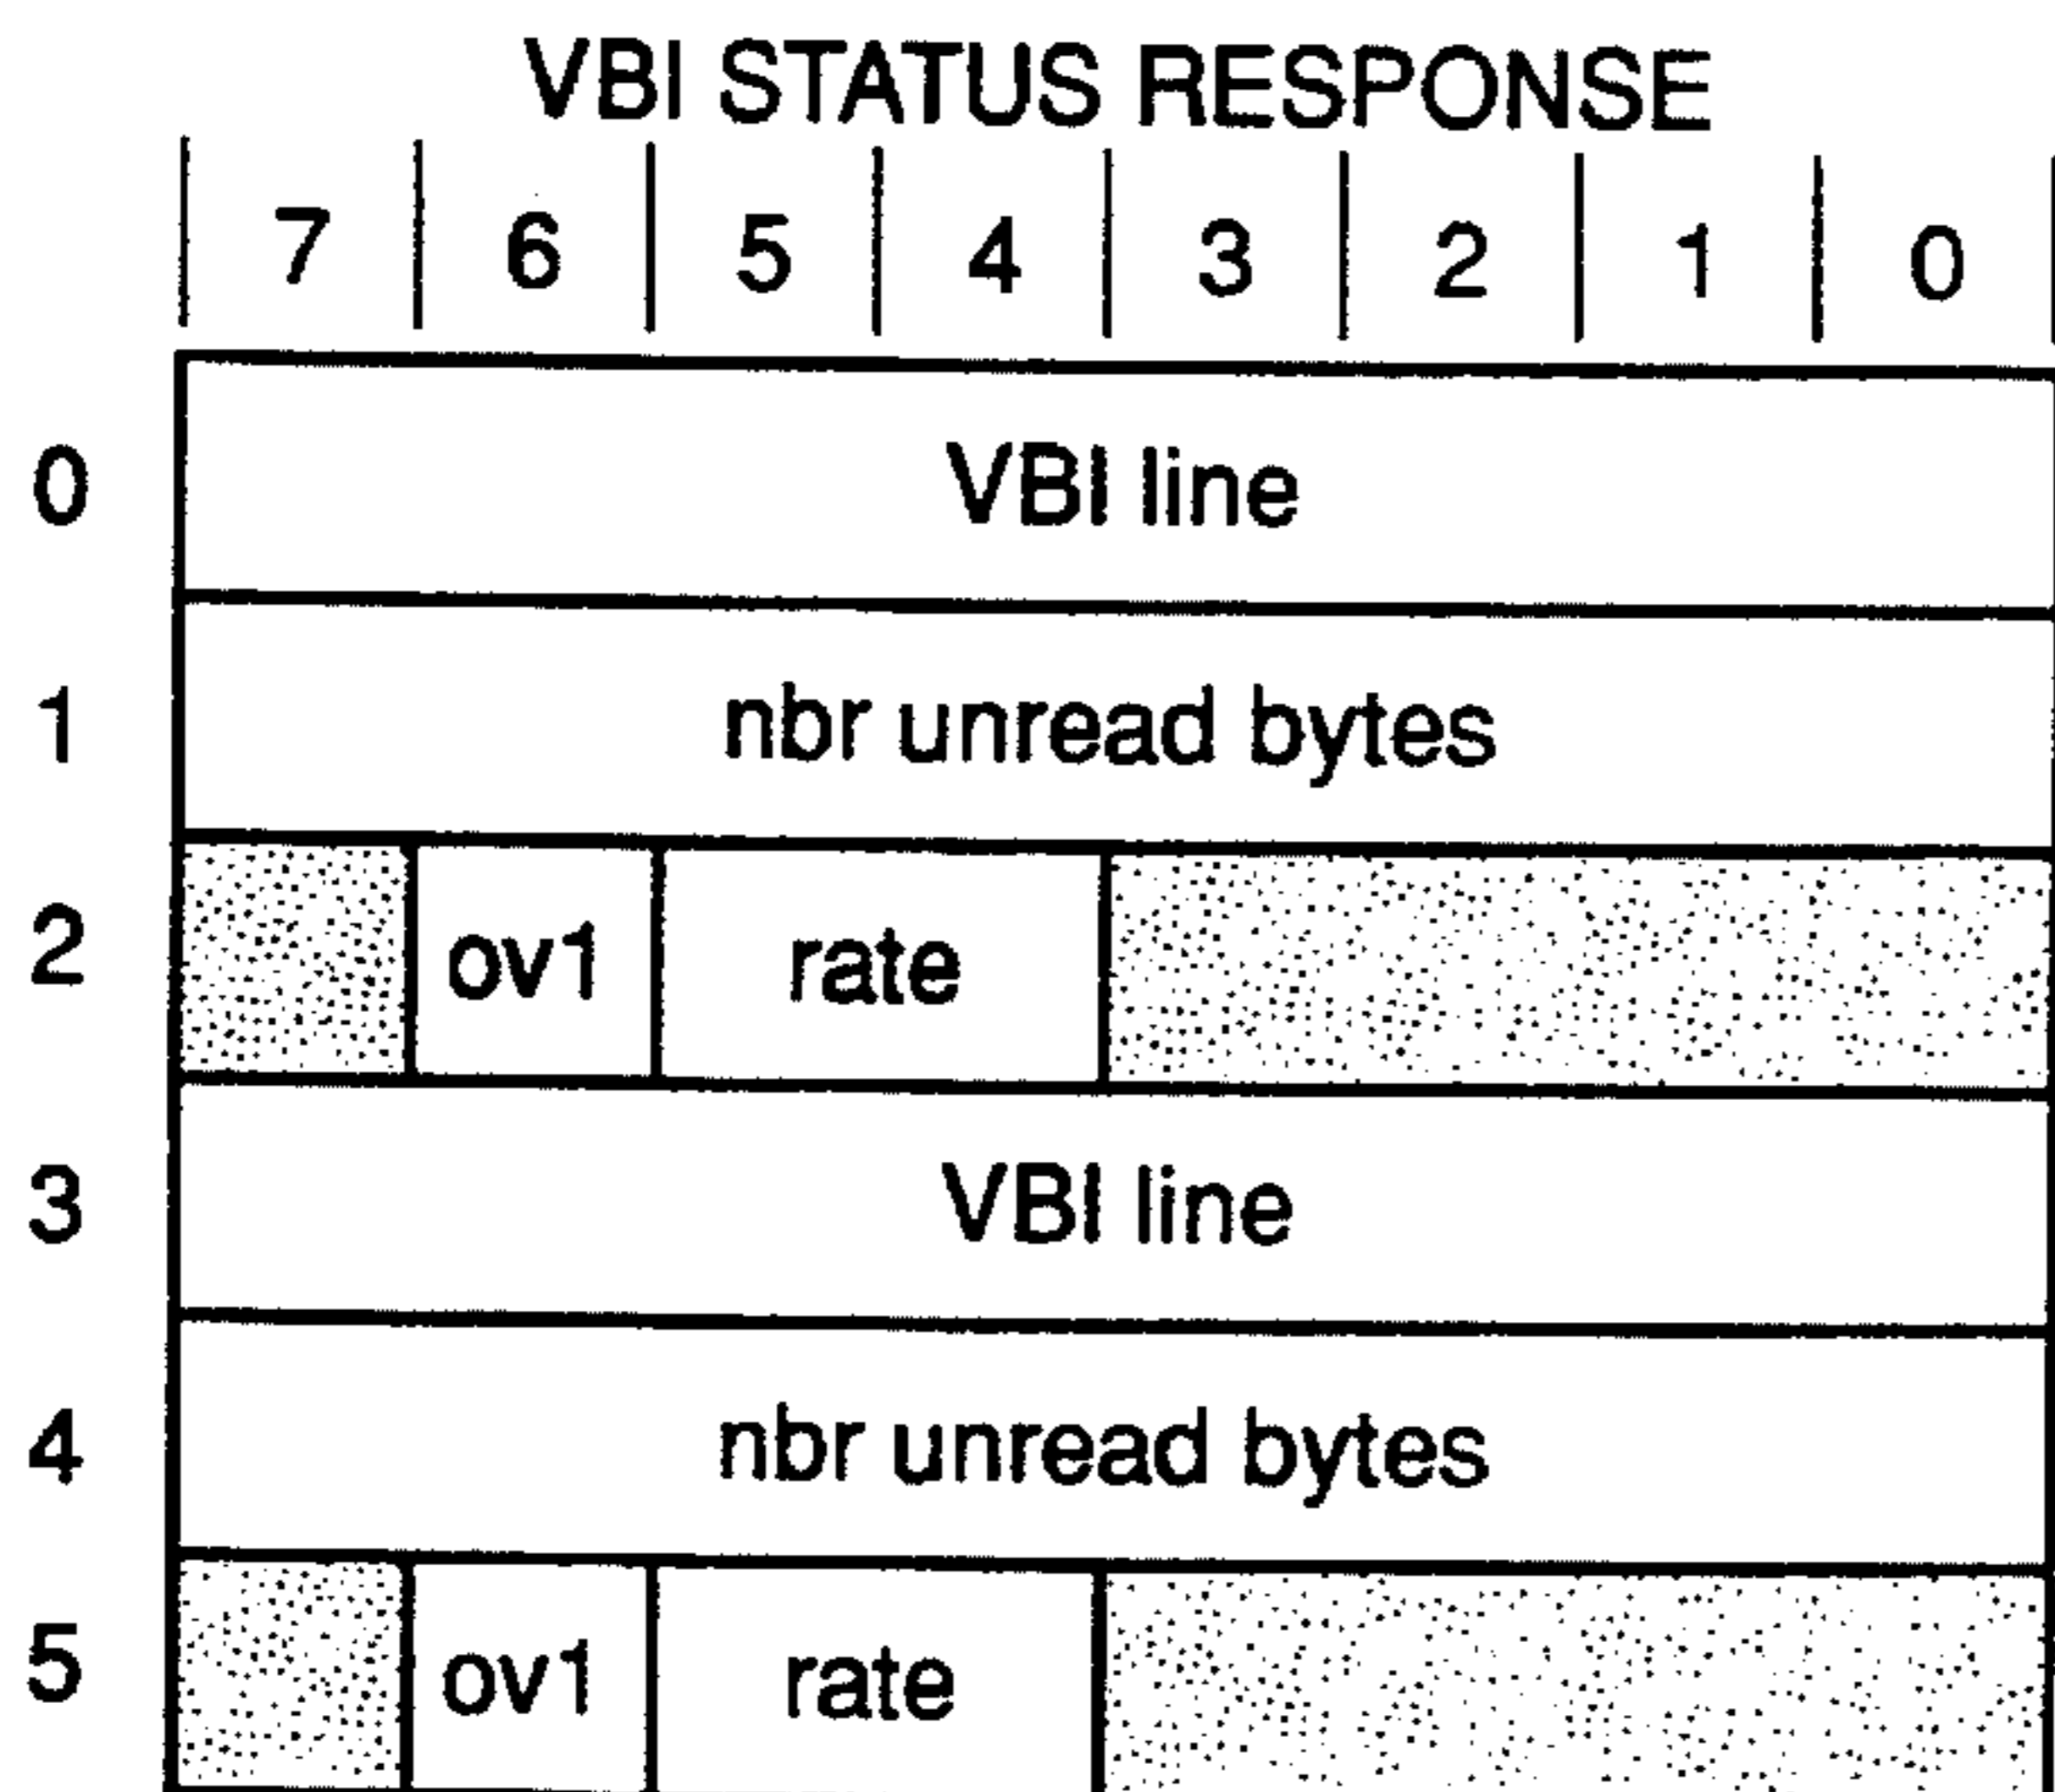 VBI STATUS RESPONSE
7 6 5 4 3 2 1 0
0 VBI line
1 nbr unread bytes
2 ov1 rate
3 VBI line
4 nbr unread bytes
5 ov1 rate